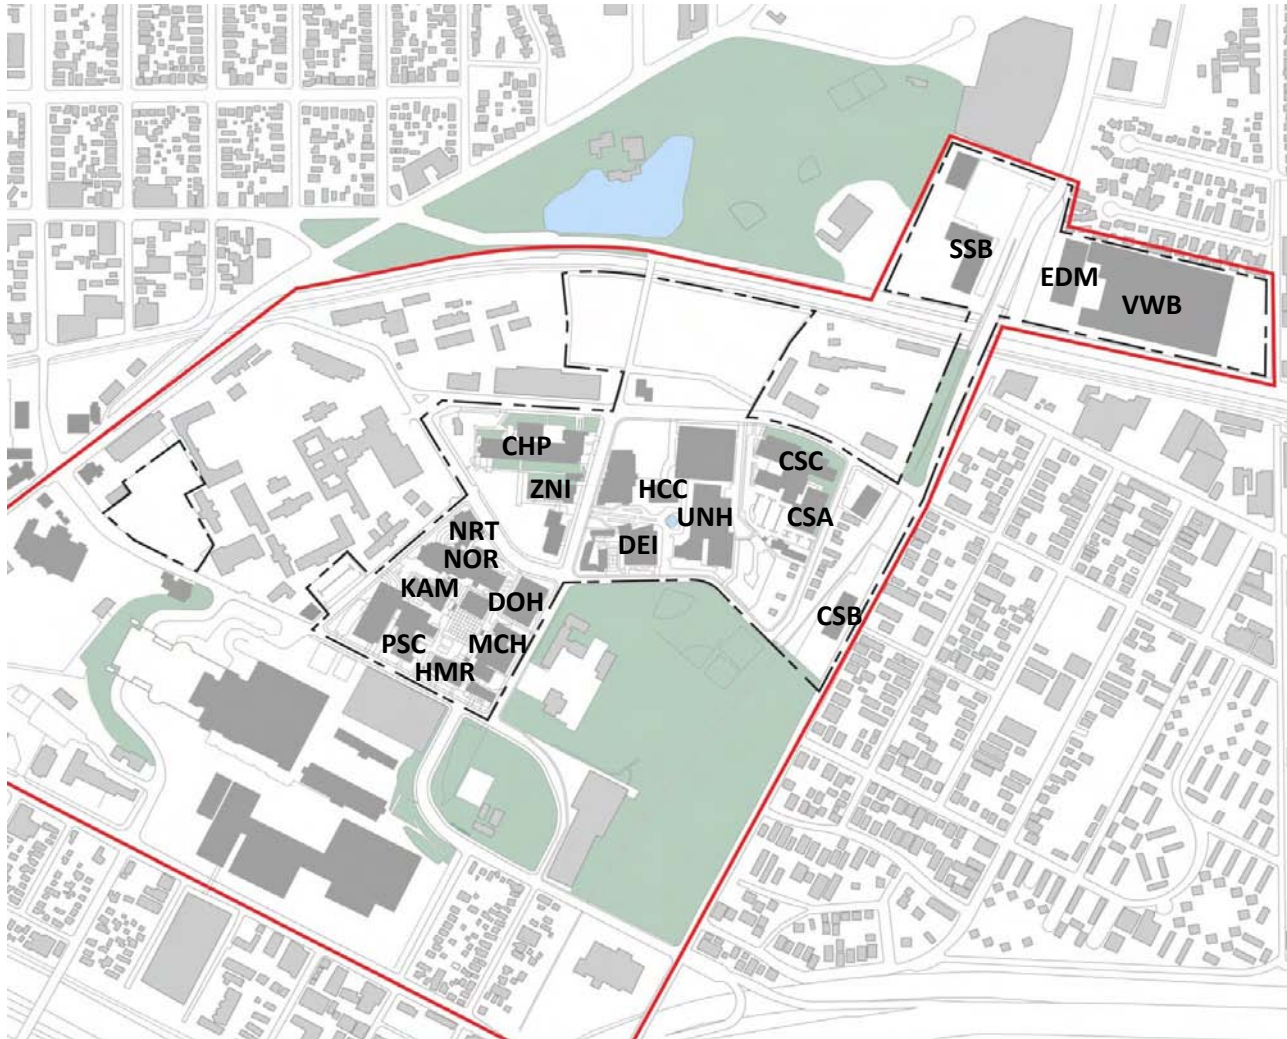 SSB
EDM
VWB
CHP
CSC
ZNI
HCC
UNH
CSA
NRT
DEI
NOR
KAM
DOH
CSB
PSC
MCH
HMR